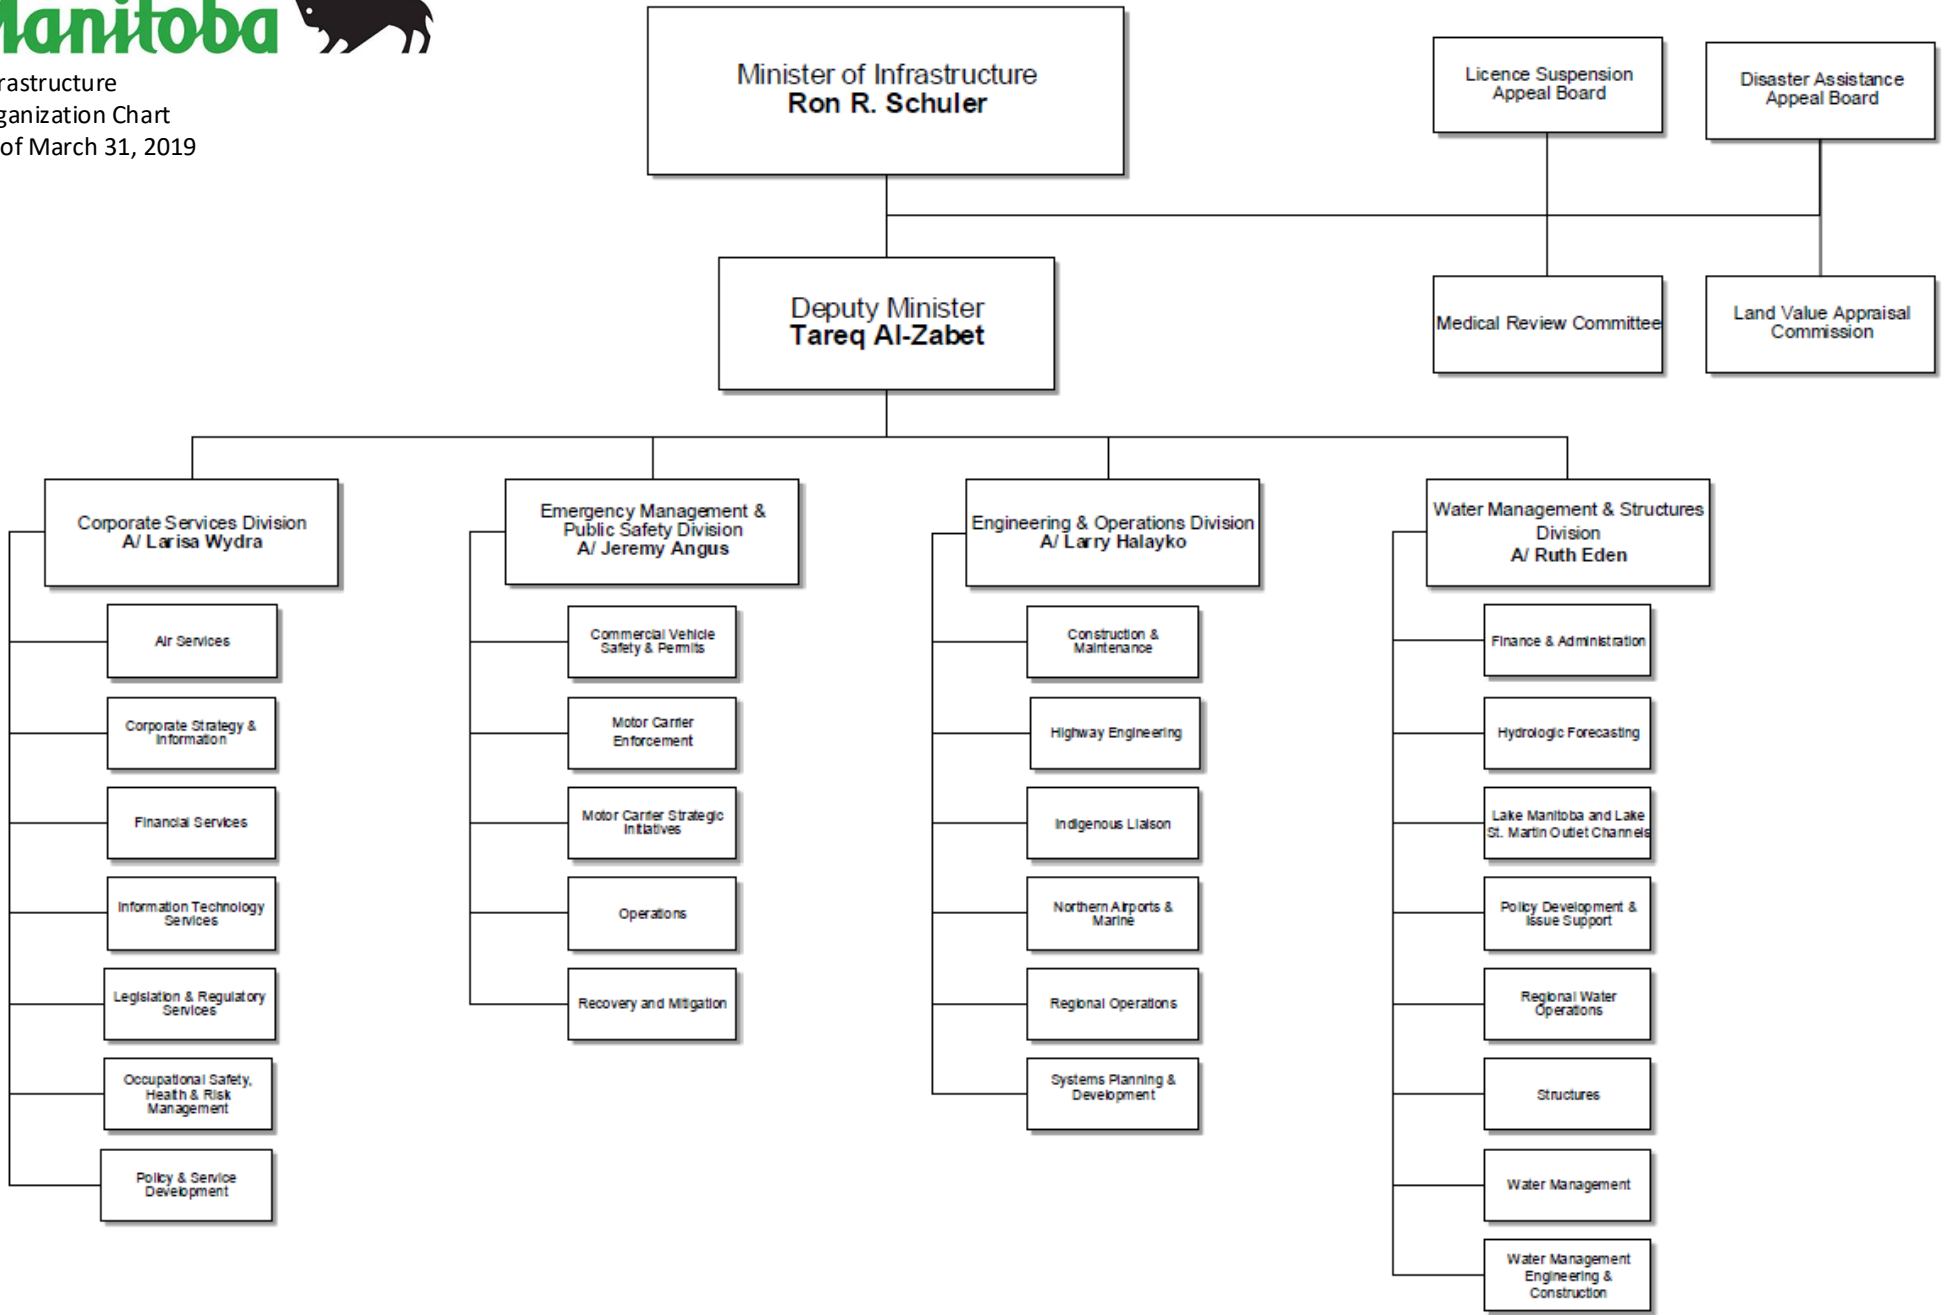 Manitoba
rastructure
ganization Chart
of March 31, 2019
Minister of Infrastructure
Ron R. Schuler
Licence Suspension
Appeal Board
Disaster Assistance
Appeal Board
Deputy Minister
Tareq Al-Zabet
Medical Review Committee
Land Value Appraisal
Commission
Corporate Services Division
A/ Larisa Wydra
Emergency Management &
Public Safety Division
A/ Jeremy Angus
Engineering & Operations Division
A/ Larry Halayko
Water Management & Structures
Division
A/ Ruth Eden
Air Services
Corporate Strategy &
Information
Financial Services
Information Technology
Services
Legislation & Regulatory
Services
Occupational Safety,
Health & Risk
Management
Policy & Service
Development
Commercial Vehicle
Safety & Permits
Motor Carrier
Enforcement
Motor Carrier Strategic
Initiatives
Operations
Recovery and Mitigation
Construction &
Maintenance
Highway Engineering
Indigenous Liaison
Northern Airports &
Marine
Regional Operations
Systems Planning &
Development
Finance & Administration
Hydrologic Forecasting
Lake Manitoba and Lake
St. Martin Outlet Channels
Policy Development &
Issue Support
Regional Water
Operations
Structures
Water Management
Water Management
Engineering &
Construction